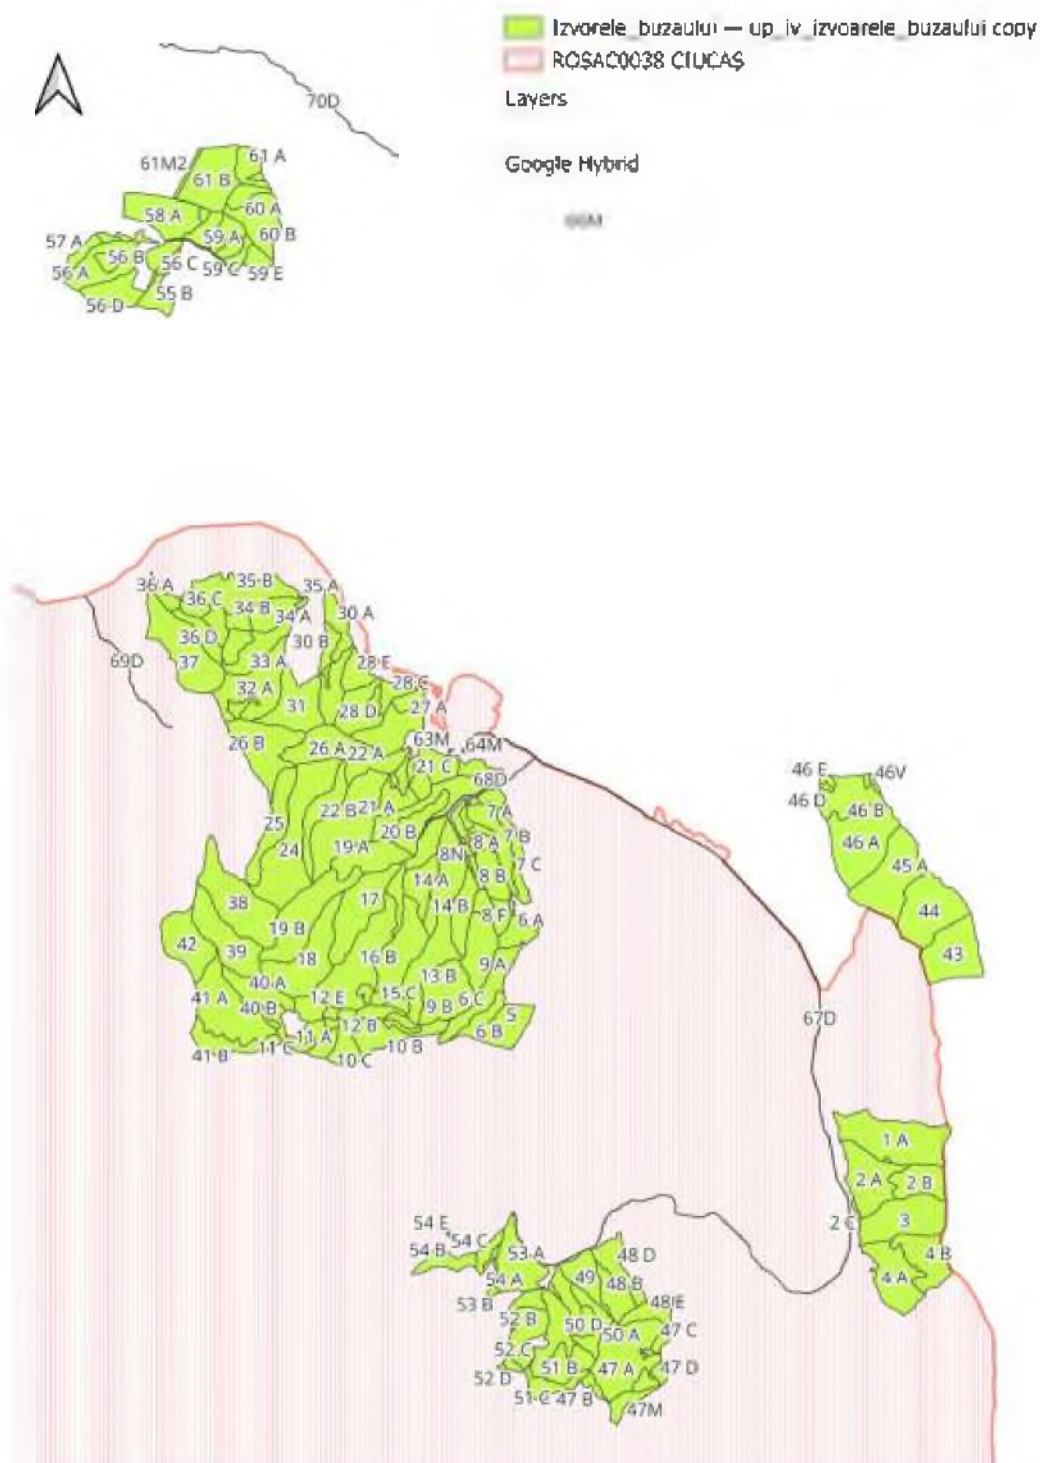 Izvorele_buzaului — up_iv_izvoarele_buzaului copy
ROSAC0038 CIUCAS
Layers
Google Hybrid
66M
70D
61M2
61 A
61 B
60 A
58 A
57 A
59 A
60 B
56 B
56 C
59 C
59 E
56 A
55 B
56 D
36 A
35 B
35 A
36 C
34 B
34 A
30 A
36 D
30 B
69D
37
33 A
28 E
32 A
28 C
31
28 D
27 A
26 B
26 A
22 A
63M
64M
21 C
68D
46 E
46V
46 D
46 B
22 B
21 A
7 A
25
20 B
8 A
7 B
46 A
24
19 A
8N
7 C
45 A
14 A
8 B
38
17
14 B
8 F
6 A
44
19 B
42
39
18
16 B
9 A
43
40 A
13 B
41 A
12 E
15 C
6 C
40 B
9 B
5
67D
12 B
6 B
11 A
41 B
11 C
10 C
10 B
1 A
2 A
2 B
2 C
3
54 E
54 C
54 B
53 A
48 D
4 B
54 A
49
48 B
4 A
53 B
48 E
52 B
50 D
50 A
47 C
52 C
51 B
47 A
47 D
52 D
51 C
47 B
47M